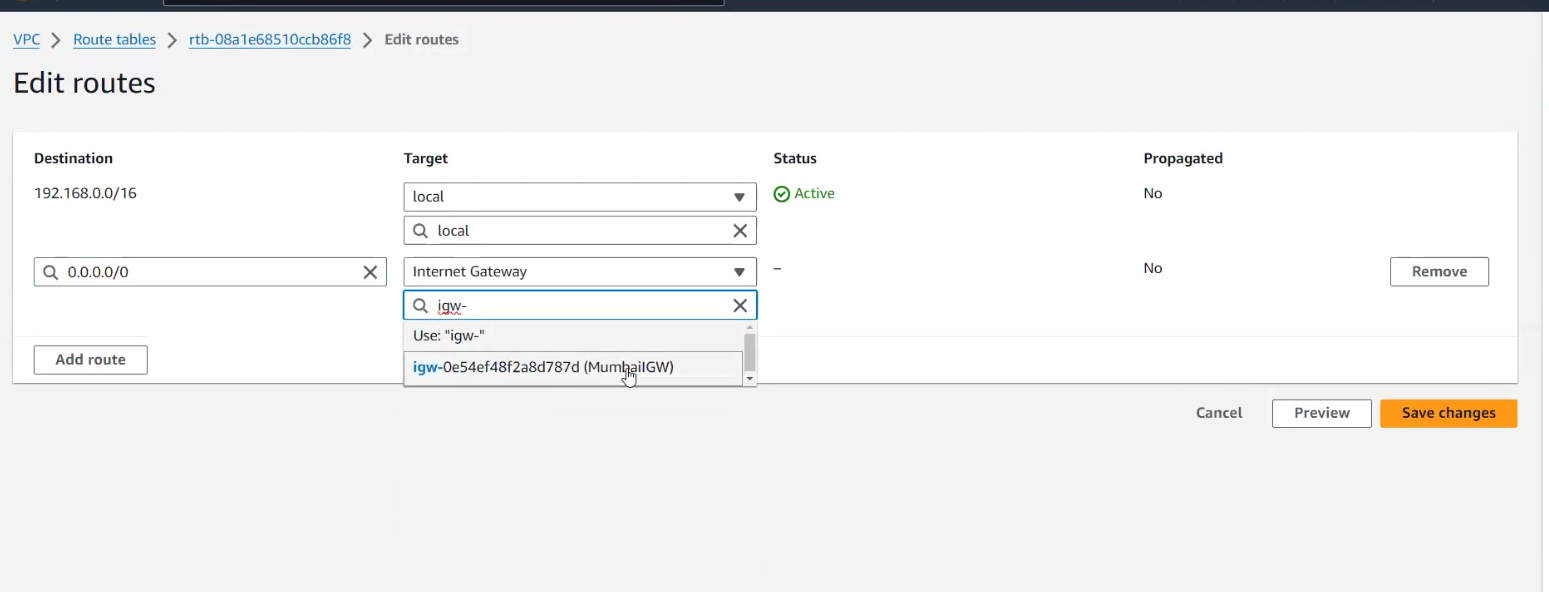 VPC > Route tables > rtb-08a1e68510ccb86f8 > Edit routes
Edit routes
Destination Target Status Propagated
192.168.0.0/16 local Active No
local
0.0.0.0/0 Internet Gateway – No Remove
igw-
Use: "igw-"
Add route
igw-0e54ef48f2a8d787d (MumbaiIGW)
Cancel Preview Save changes